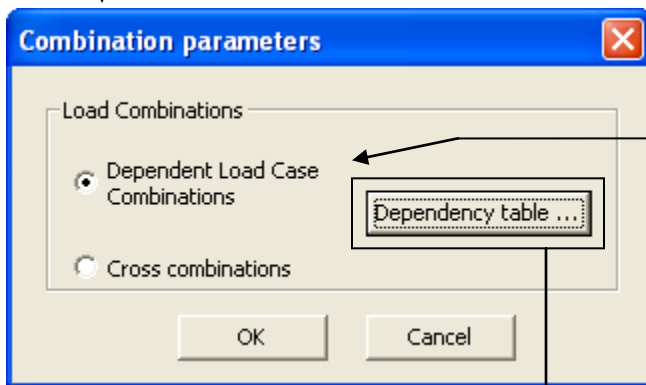 Combination parameters
Load Combinations
Dependent Load Case
Combinations
Dependency table ...
Cross combinations
OK
Cancel